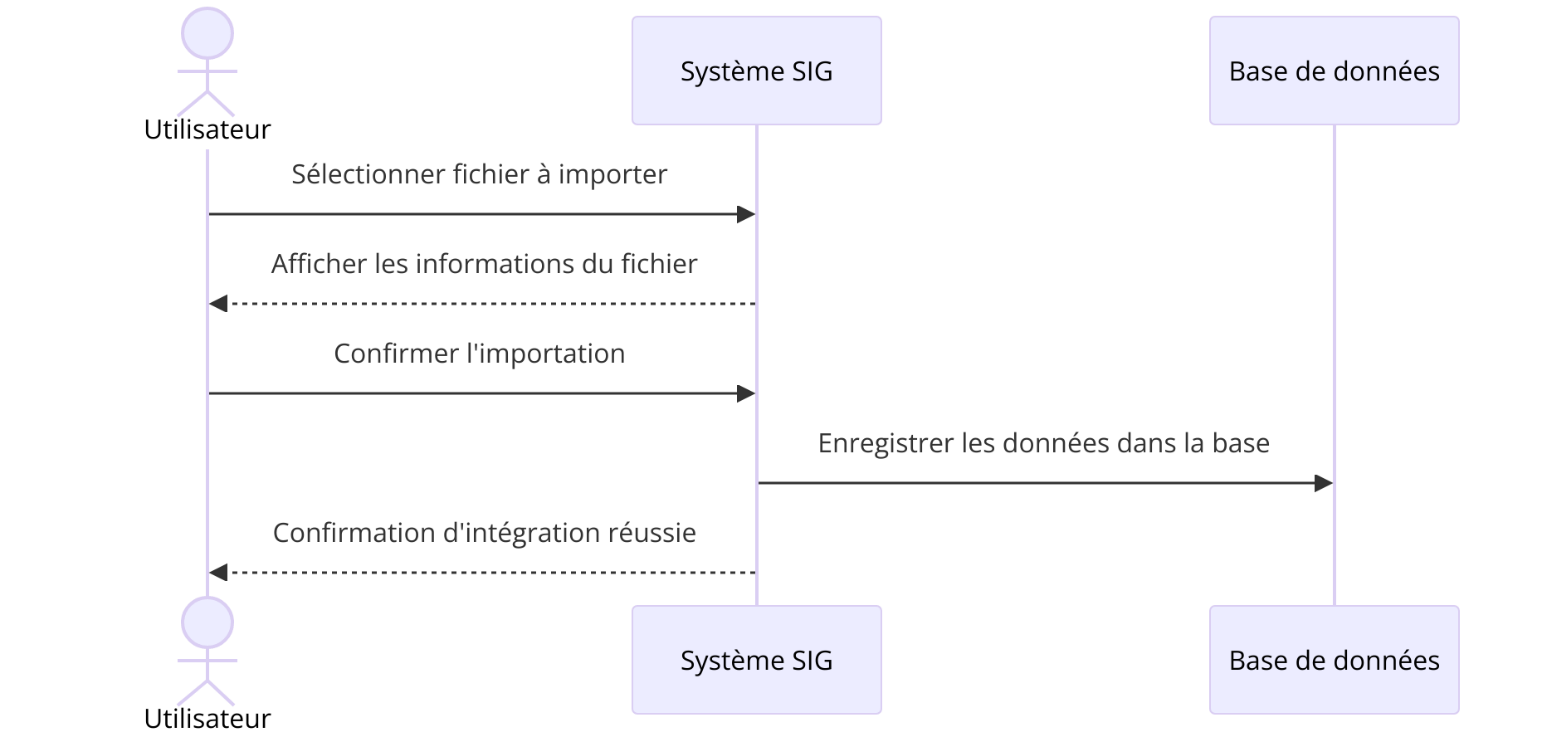 Utilisateur
Système SIG
Base de données
Sélectionner fichier à importer
Afficher les informations du fichier
Confirmer l'importation
Enregistrer les données dans la base
Confirmation d'intégration réussie
Utilisateur
Système SIG
Base de données